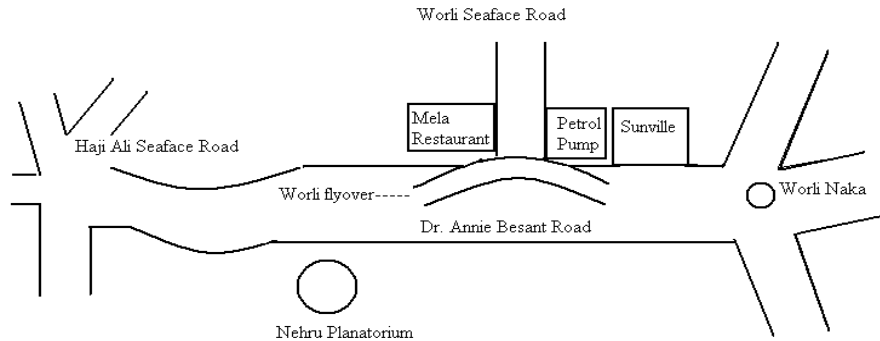 Worli Seaface Road
Mela
Restaurant
Petrol
Pump
Sunville
Haji Ali Seaface Road
Worli flyover-----
Worli Naka
Dr. Annie Besant Road
Nehru Planatorium